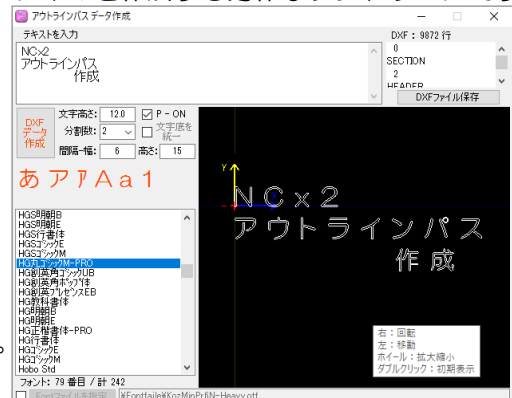 アウトラインパス データ作成
テキストを入力
DXF : 9872 行
NC×2
アウトラインパス
作成
0
SECTION
2
HEADER
DXFファイル保存
DXF
データ
作成
文字高さ: 12.0
P - ON
分割数: 2
文字底を
統一
間隔-幅: 6 高さ: 15
あ アｱ A a 1
HGS明朝B
HGS明朝E
HGS行書体
HGSｺﾞｼｯｸE
HGSｺﾞｼｯｸM
HG丸ｺﾞｼｯｸM-PRO
HG創英角ｺﾞｼｯｸUB
HG創英角ﾎﾟｯﾌﾟ体
HG創英ﾌﾟﾚｾﾞﾝｽEB
HG教科書体
HG明朝B
HG明朝E
HG正楷書体-PRO
HG行書体
HGｺﾞｼｯｸE
HGｺﾞｼｯｸM
Hobo Std
Y
NC×2
アウトラインパス
作成
右：回転
左：移動
ホイール：拡大縮小
ダブルクリック：初期表示
フォント: 79 番目 / 計 242
Fontファイルを指定
¥Fontfaile¥KozMinPr6N-Heavy.otf